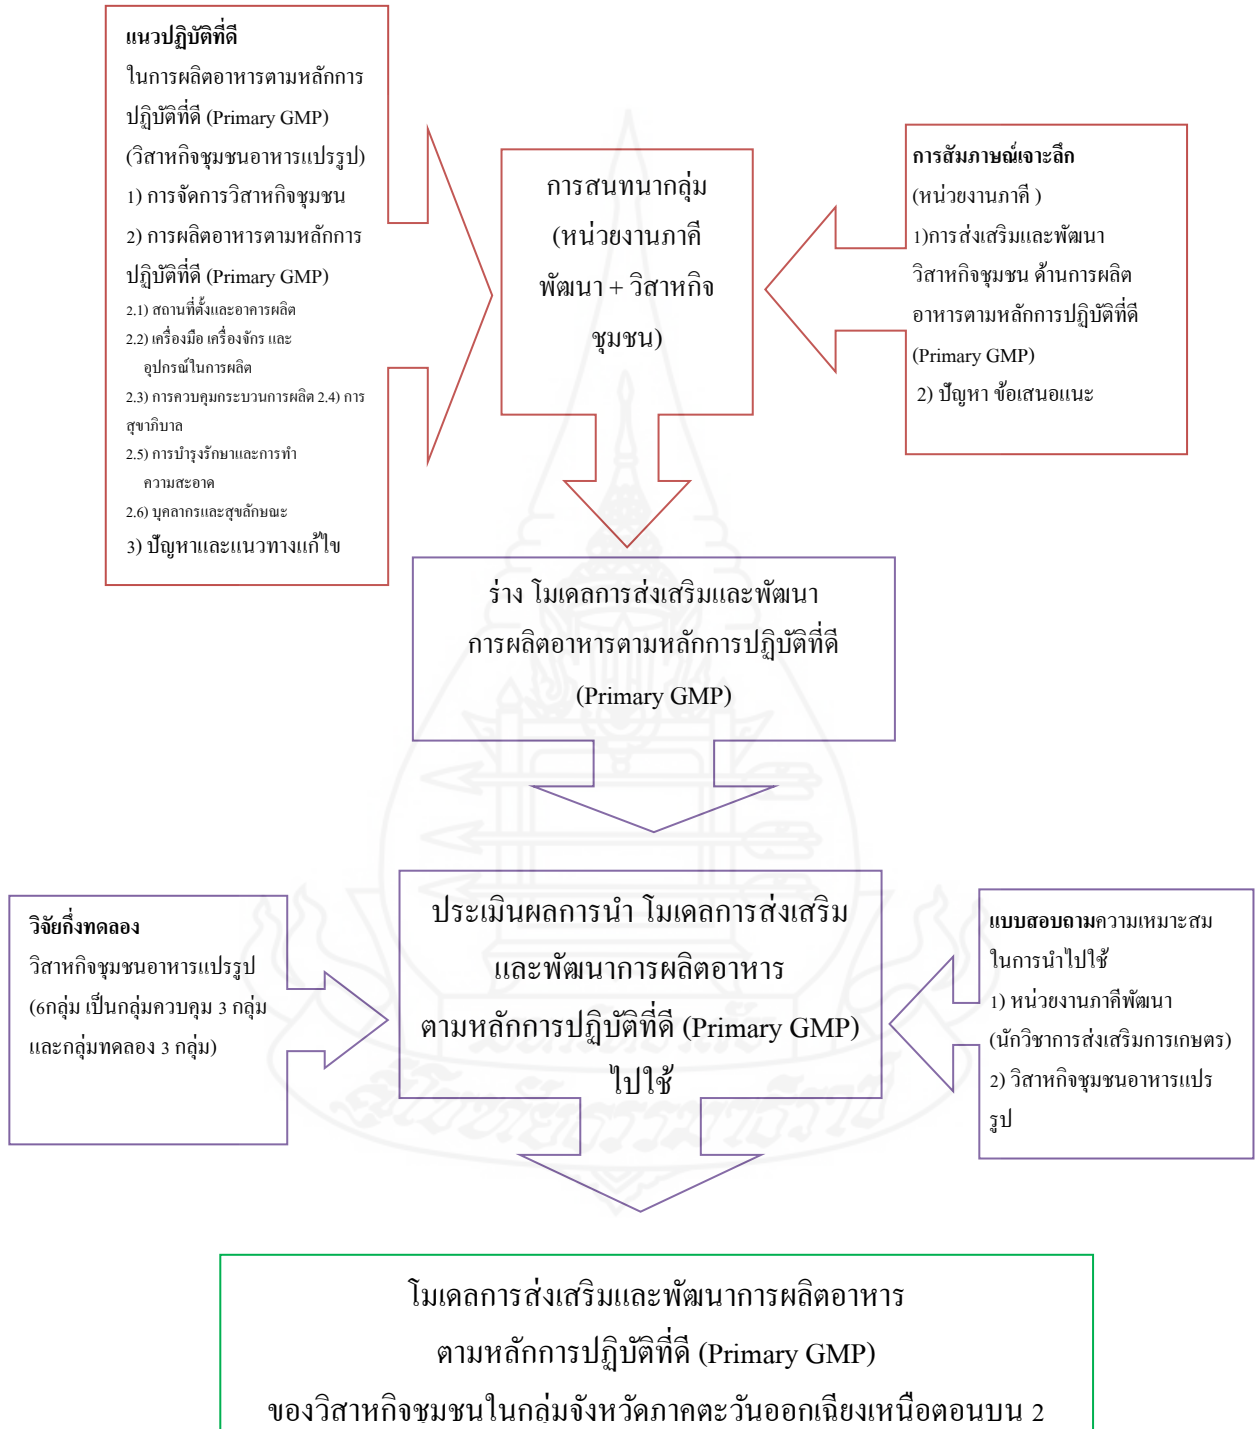 แนวปฏิบัติที่ดี
ในการผลิตอาหารตามหลักการ
ปฏิบัติที่ดี (Primary GMP)
(วิสาหกิจชุมชนอาหารแปรรูป)
1) การจัดการวิสาหกิจชุมชน
2) การผลิตอาหารตามหลักการ
ปฏิบัติที่ดี (Primary GMP)
2.1) สถานที่ตั้งและอาคารผลิต
2.2) เครื่องมือ เครื่องจักร และ
อุปกรณ์ในการผลิต
2.3) การควบคุมกระบวนการผลิต 2.4) การ
สุขาภิบาล
2.5) การบำรุงรักษาและการทำ
ความสะอาด
2.6) บุคลากรและสุขลักษณะ
3) ปัญหาและแนวทางแก้ไข
การสนทนากลุ่ม
(หน่วยงานภาคี
พัฒนา + วิสาหกิจ
ชุมชน)
การสัมภาษณ์เจาะลึก
(หน่วยงานภาคี )
1)การส่งเสริมและพัฒนา
วิสาหกิจชุมชน ด้านการผลิต
อาหารตามหลักการปฏิบัติที่ดี
(Primary GMP)
2) ปัญหา ข้อเสนอแนะ
ร่าง โมเดลการส่งเสริมและพัฒนา
การผลิตอาหารตามหลักการปฏิบัติที่ดี
(Primary GMP)
วิจัยกึ่งทดลอง
วิสาหกิจชุมชนอาหารแปรรูป
(6กลุ่ม เป็นกลุ่มควบคุม 3 กลุ่ม
และกลุ่มทดลอง 3 กลุ่ม)
ประเมินผลการนำ โมเดลการส่งเสริม
และพัฒนาการผลิตอาหาร
ตามหลักการปฏิบัติที่ดี (Primary GMP)
ไปใช้
แบบสอบถามความเหมาะสม
ในการนำไปใช้
1) หน่วยงานภาคีพัฒนา
(นักวิชาการส่งเสริมการเกษตร)
2) วิสาหกิจชุมชนอาหารแปร
รูป
โมเดลการส่งเสริมและพัฒนาการผลิตอาหาร
ตามหลักการปฏิบัติที่ดี (Primary GMP)
ของวิสาหกิจชุมชนในกลุ่มจังหวัดภาคตะวันออกเฉียงเหนือตอนบน 2